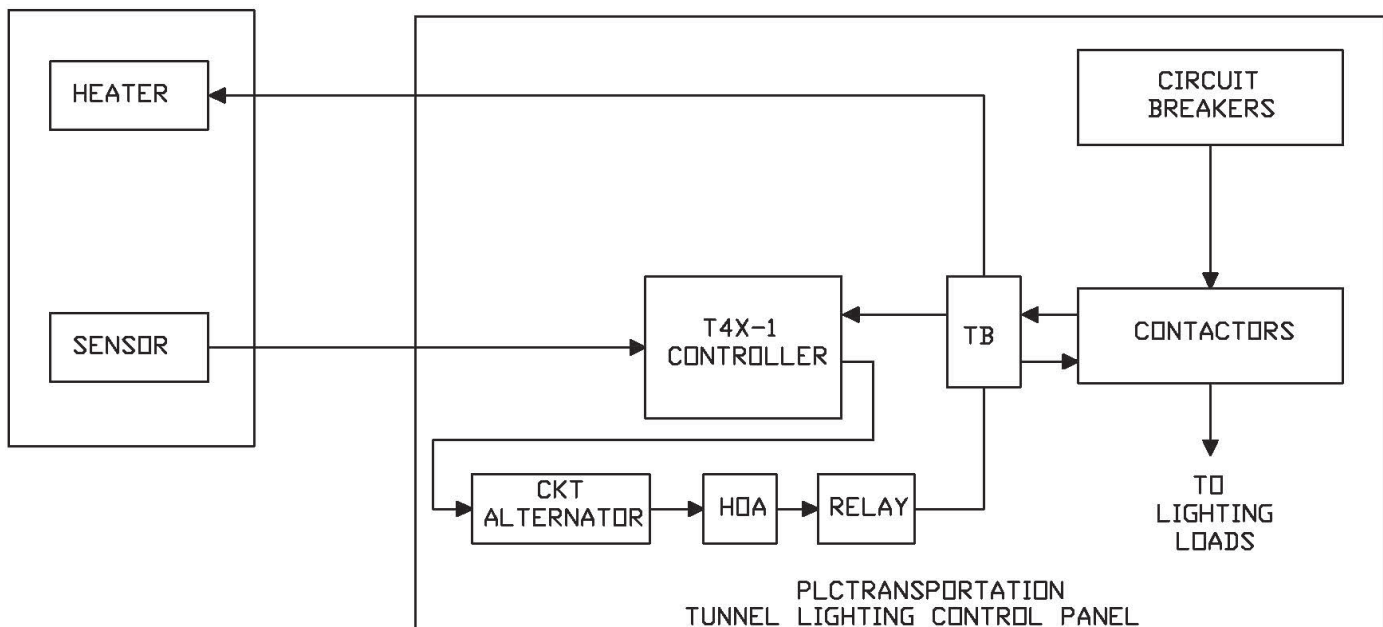 HEATER
SENSOR
CIRCUIT
BREAKERS
T4X-1
CONTROLLER
TB
CONTACTORS
CKT
ALTERNATOR
HOA
RELAY
TO
LIGHTING
LOADS
PLCTRANSPORTATION
TUNNEL LIGHTING CONTROL PANEL